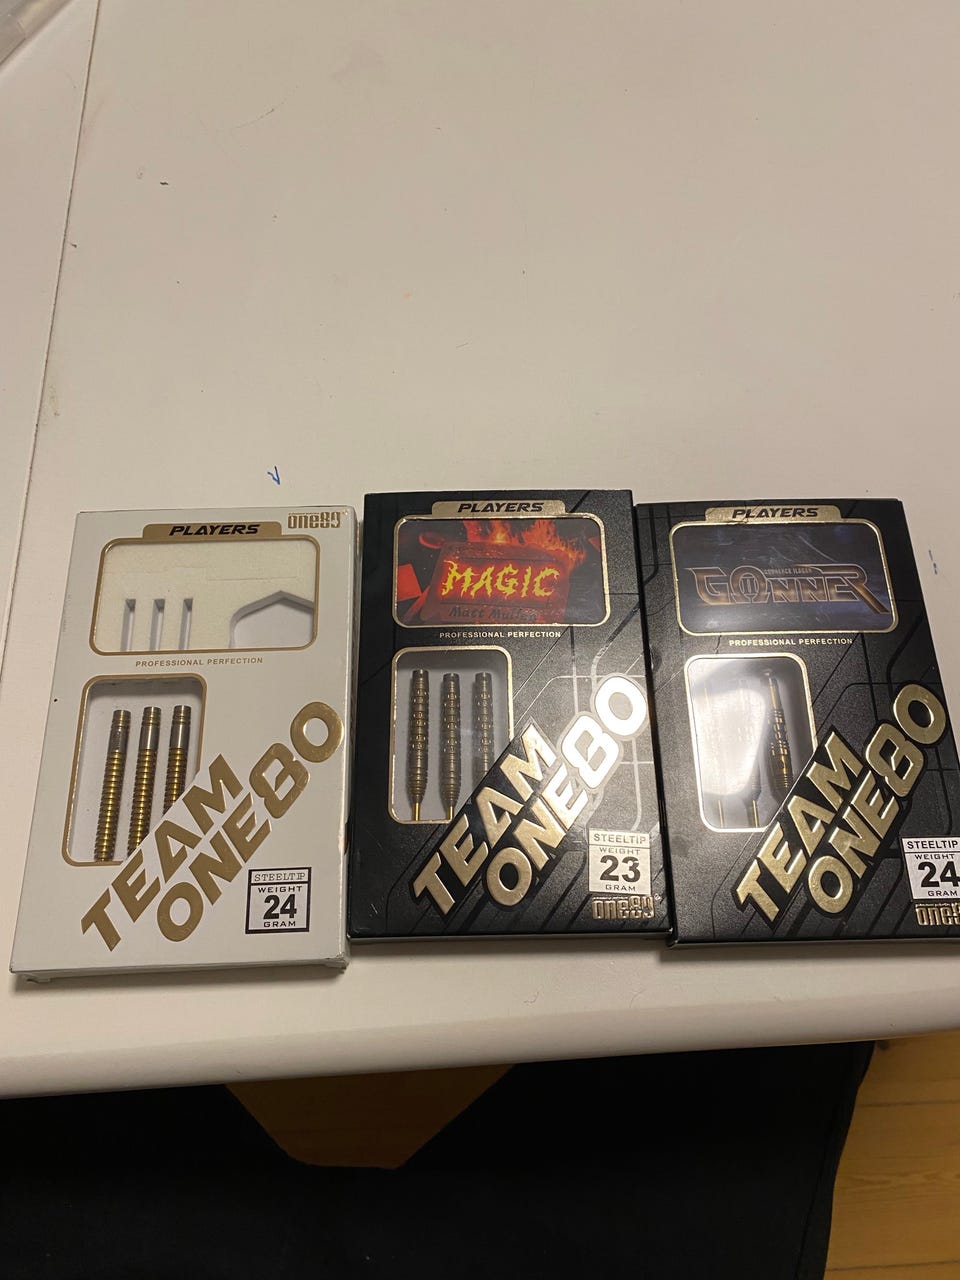 PLAYERS
one80
PROFESSIONAL PERFECTION
TEAM
ONE80
STEELTIP
WEIGHT
24
GRAM
PLAYERS
MAGIC
PROFESSIONAL PERFECTION
TEAM
ONE80
STEELTIP
WEIGHT
23
GRAM
one80
PLAYERS
GONNER
PROFESSIONAL PERFECTION
TEAM
ONE80
STEELTIP
WEIGHT
24
GRAM